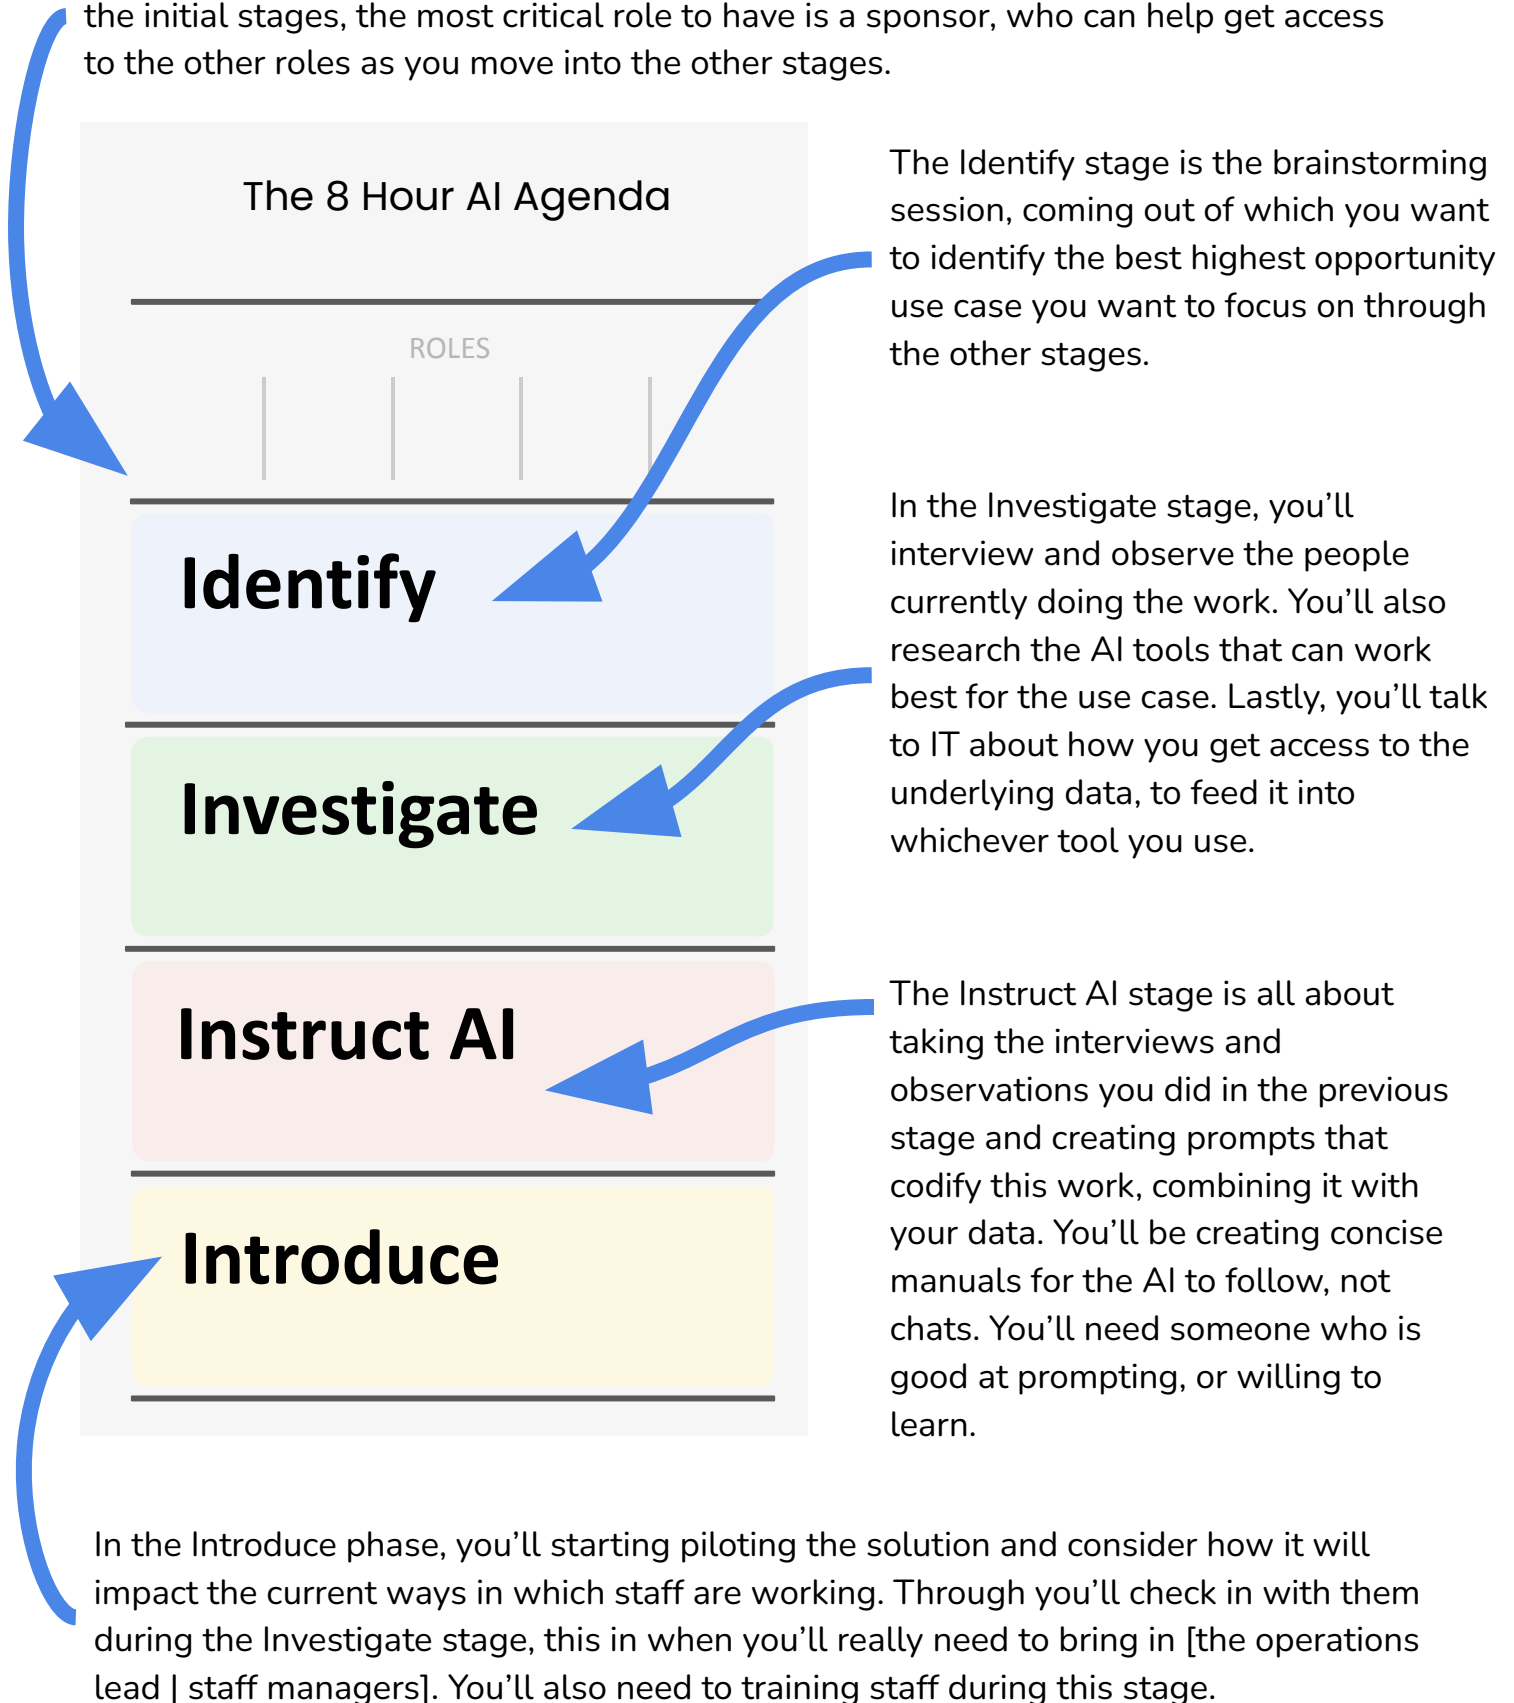 the initial stages, the most critical role to have is a sponsor, who can help get access
to the other roles as you move into the other stages.
The 8 Hour AI Agenda
ROLES
Identify
Investigate
Instruct AI
Introduce
The Identify stage is the brainstorming
session, coming out of which you want
to identify the best highest opportunity
use case you want to focus on through
the other stages.
In the Investigate stage, you’ll
interview and observe the people
currently doing the work. You’ll also
research the AI tools that can work
best for the use case. Lastly, you’ll talk
to IT about how you get access to the
underlying data, to feed it into
whichever tool you use.
The Instruct AI stage is all about
taking the interviews and
observations you did in the previous
stage and creating prompts that
codify this work, combining it with
your data. You’ll be creating concise
manuals for the AI to follow, not
chats. You’ll need someone who is
good at prompting, or willing to
learn.
In the Introduce phase, you’ll starting piloting the solution and consider how it will
impact the current ways in which staff are working. Through you’ll check in with them
during the Investigate stage, this in when you’ll really need to bring in [the operations
lead | staff managers]. You’ll also need to training staff during this stage.